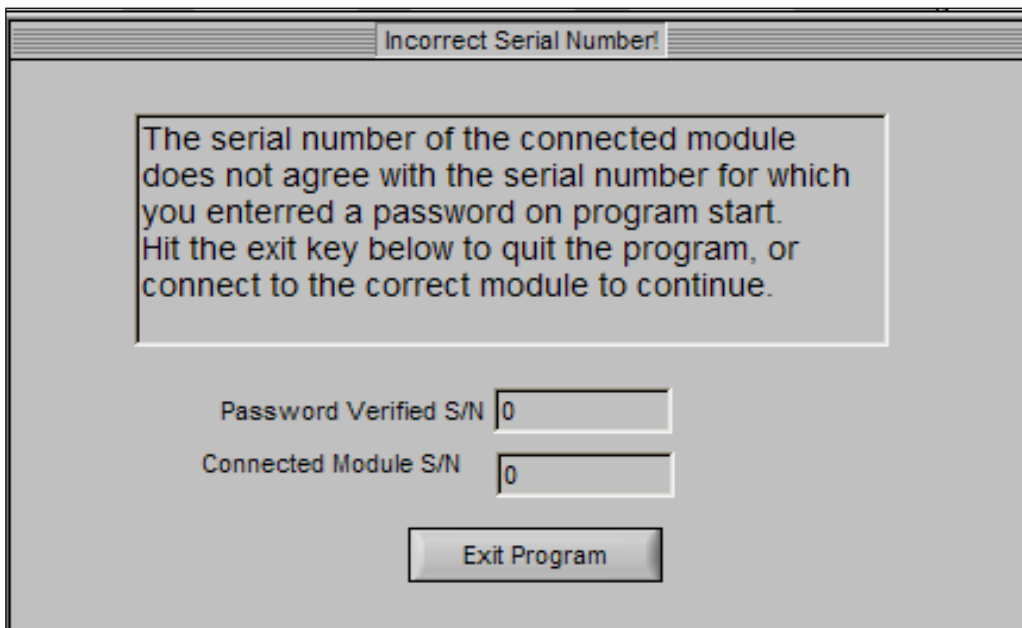 Incorrect Serial Number!
The serial number of the connected module
does not agree with the serial number for which
you enterred a password on program start.
Hit the exit key below to quit the program, or
connect to the correct module to continue.
Password Verified S/N 0
Connected Module S/N 0
Exit Program